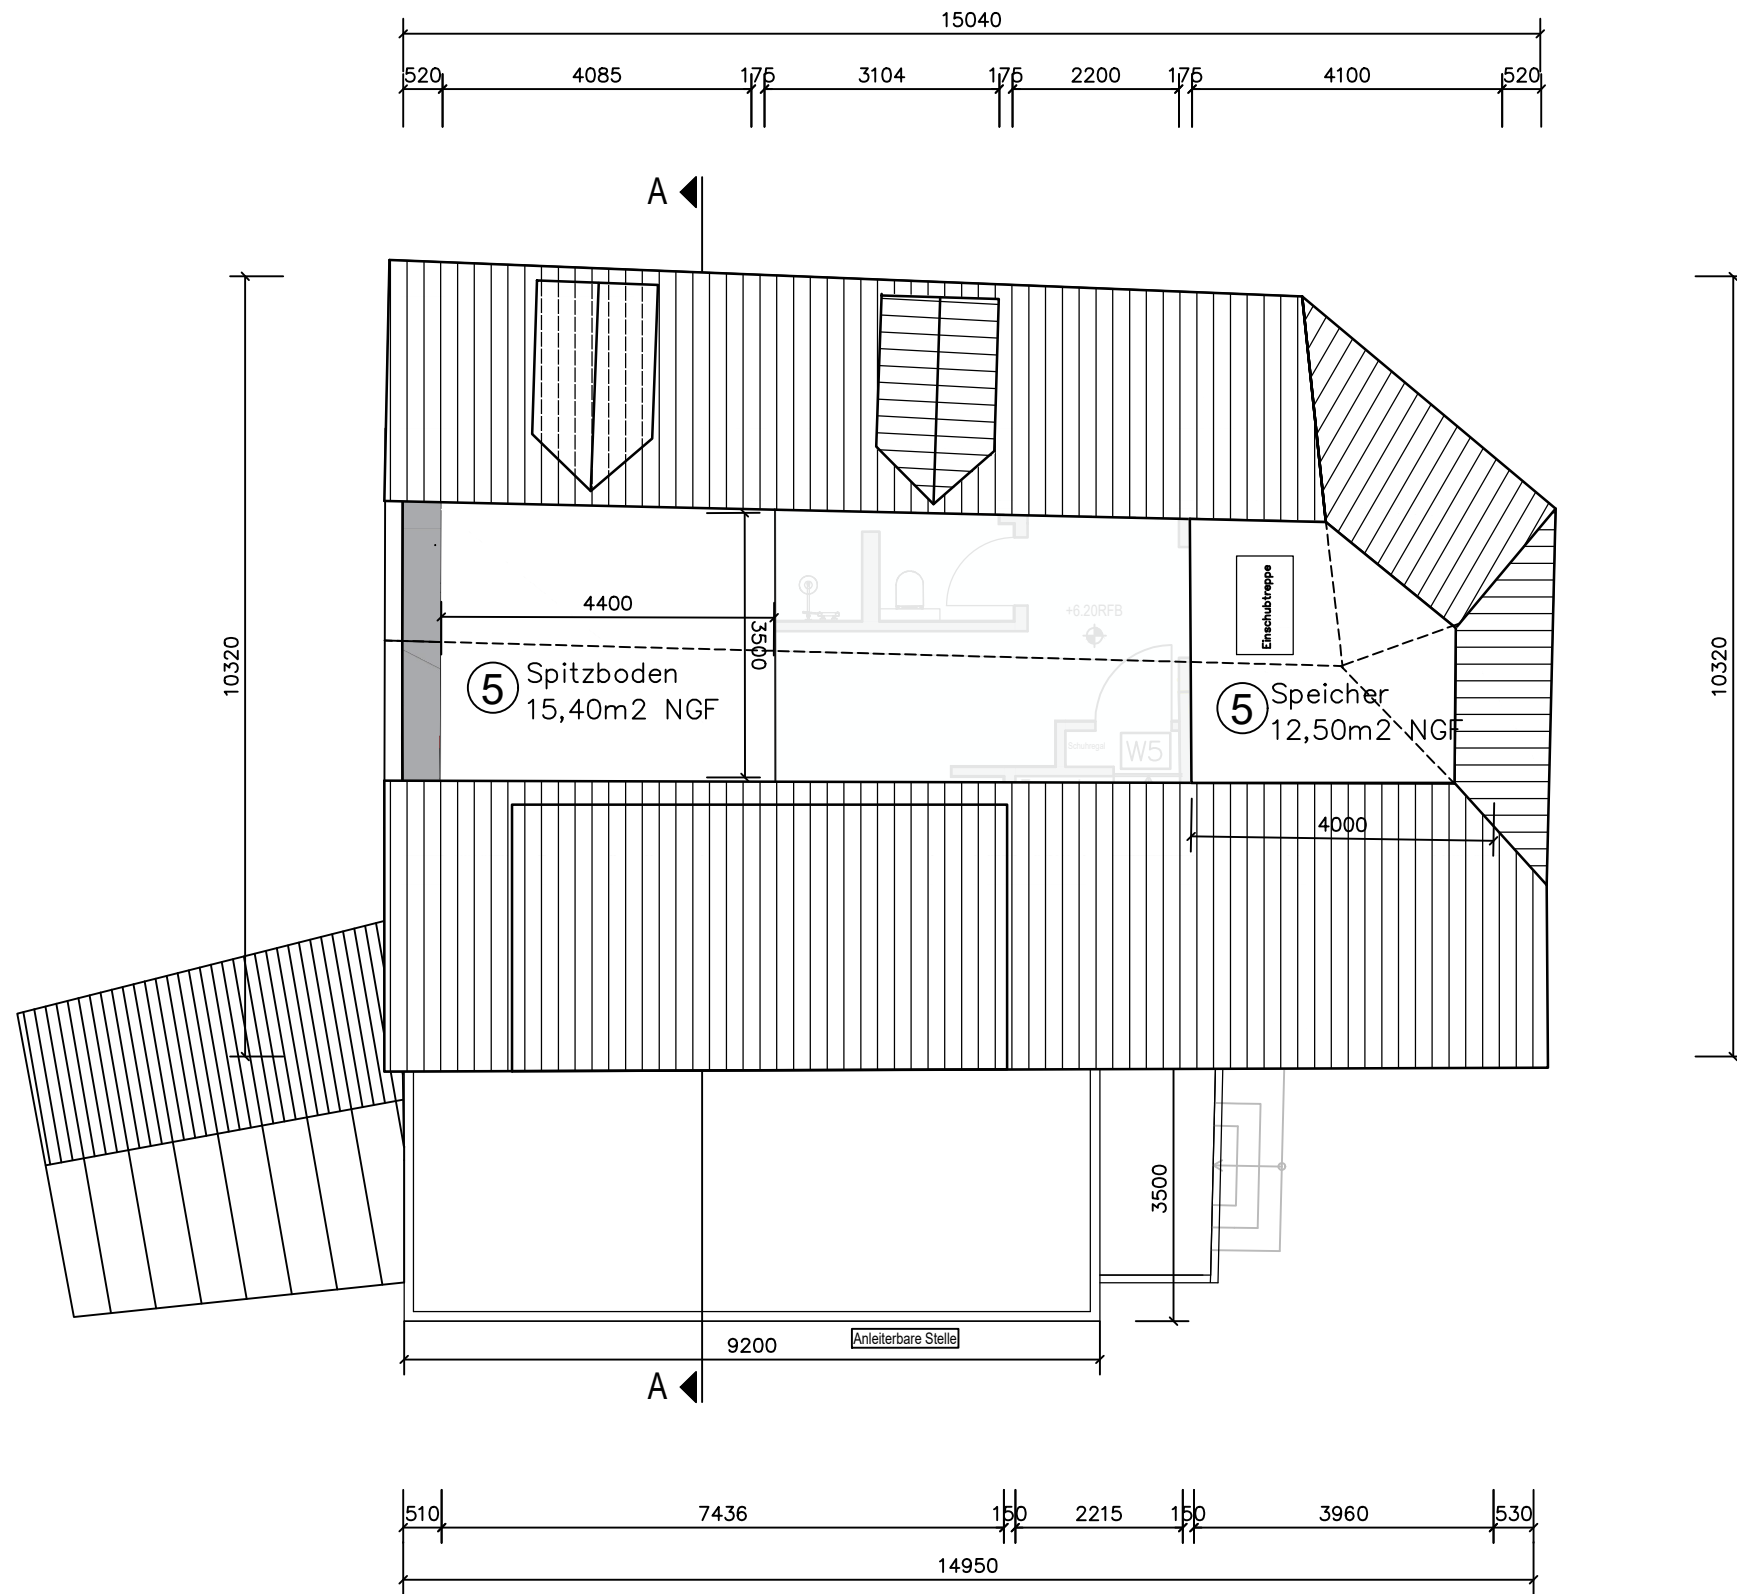 15040
520 4085 175 3104 175 2200 175 4100 520
A
10320
10320
4400
3500
+6.20RFB
Einschubtreppe
5 Spitzboden
15,40m2 NGF
5 Speicher
12,50m2 NGF
Schuhregal
W5
4000
3500
Anleiterbare Stelle
9200
A
510 7436 150 2215 150 3960 530
14950